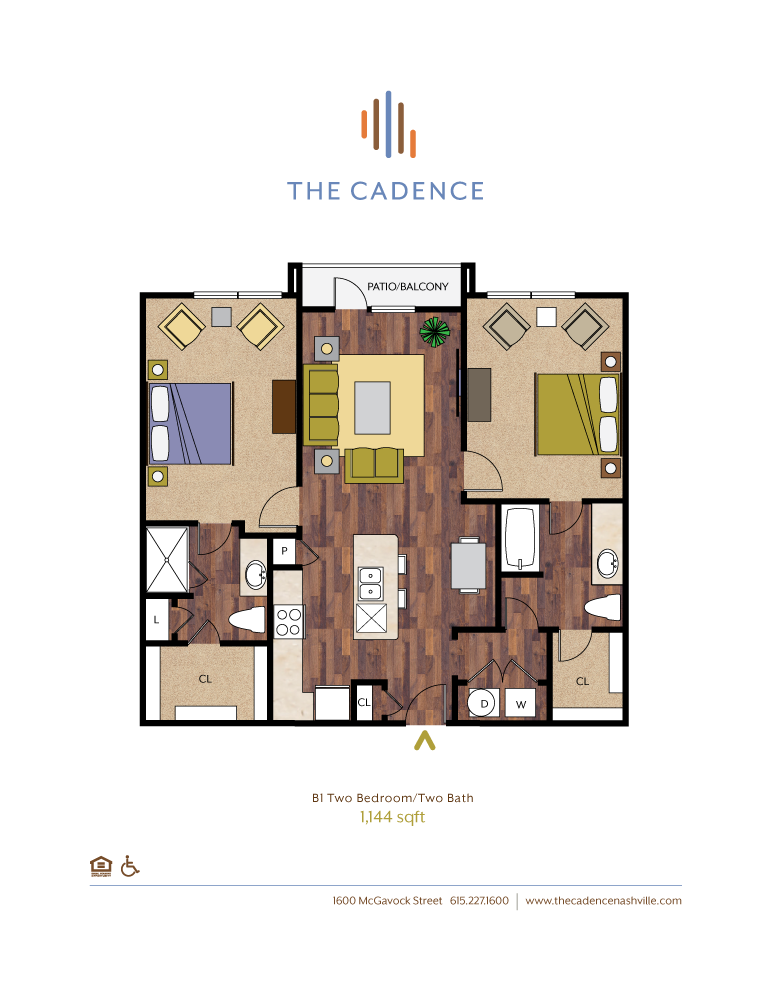 THE CADENCE
PATIO/BALCONY
P
L
CL
CL
CL
D
W
B1 Two Bedroom/Two Bath
1,144 sqft
1600 McGavock Street 615.227.1600 | www.thecadencenashville.com